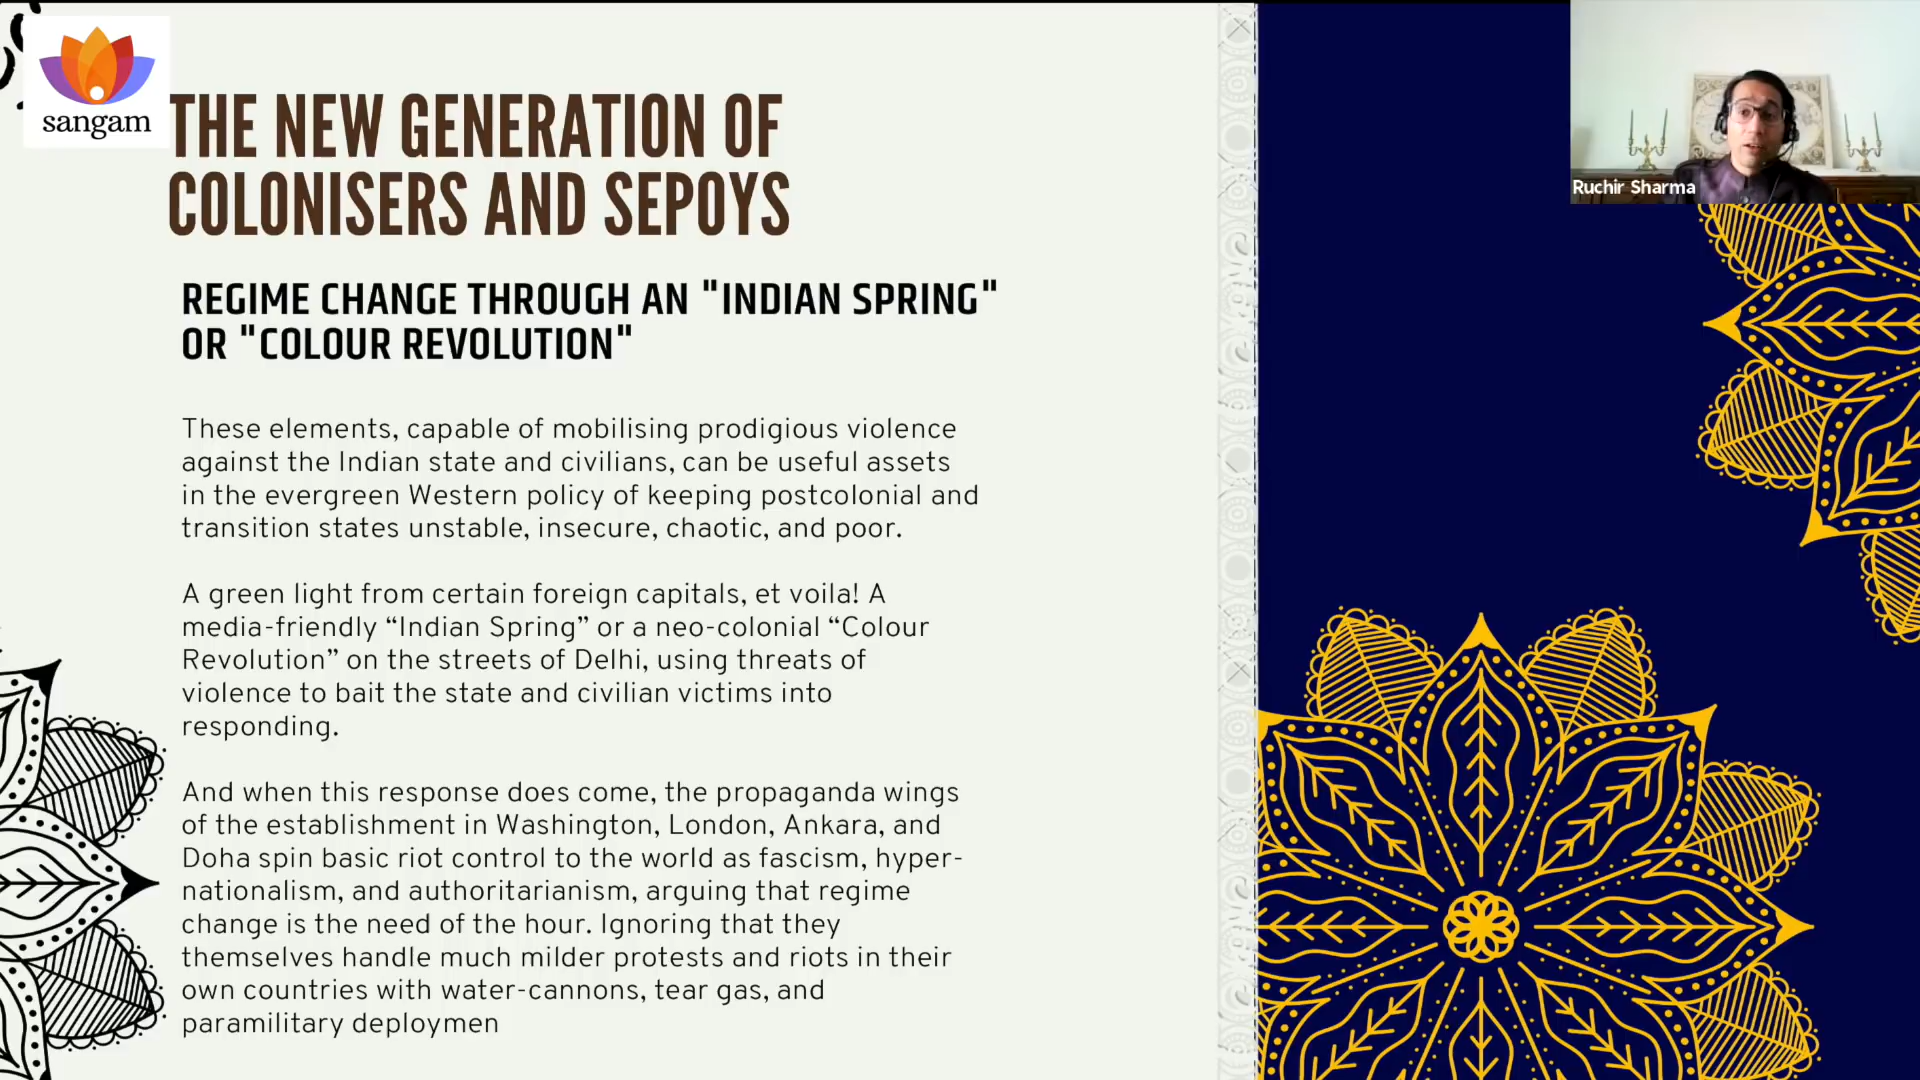 sangam
THE NEW GENERATION OF
COLONISERS AND SEPOYS
REGIME CHANGE THROUGH AN "INDIAN SPRING"
OR "COLOUR REVOLUTION"
These elements, capable of mobilising prodigious violence
against the Indian state and civilians, can be useful assets
in the evergreen Western policy of keeping postcolonial and
transition states unstable, insecure, chaotic, and poor.
A green light from certain foreign capitals, et voila! A
media-friendly “Indian Spring” or a neo-colonial “Colour
Revolution” on the streets of Delhi, using threats of
violence to bait the state and civilian victims into
responding.
And when this response does come, the propaganda wings
of the establishment in Washington, London, Ankara, and
Doha spin basic riot control to the world as fascism, hyper-
nationalism, and authoritarianism, arguing that regime
change is the need of the hour. Ignoring that they
themselves handle much milder protests and riots in their
own countries with water-cannons, tear gas, and
paramilitary deploymen
Ruchir Sharma